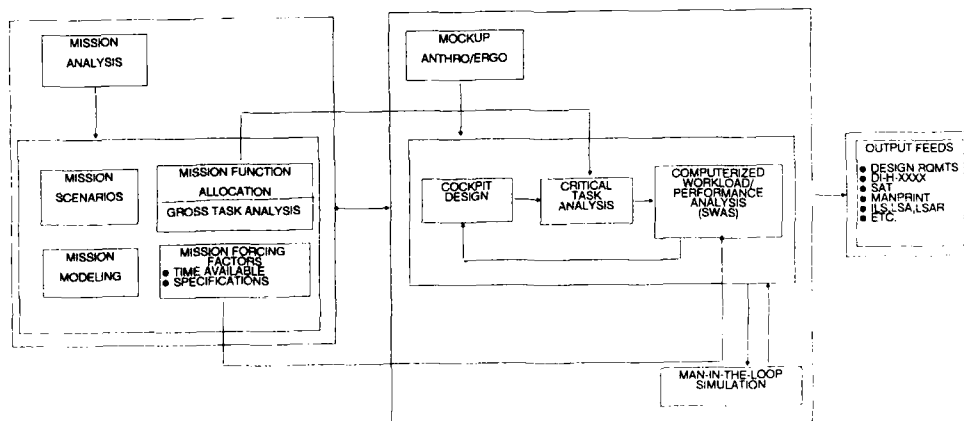 MISSION
ANALYSIS
MISSION
SCENARIOS
MISSION FUNCTION
ALLOCATION
GROSS TASK ANALYSIS
MISSION
MODELING
MISSION FORCING
FACTORS
● TIME AVAILABLE
● SPECIFICATIONS
MOCKUP
ANTHRO/ERGO
COCKPIT
DESIGN
CRITICAL
TASK
ANALYSIS
COMPUTERIZED
WORKLOAD/
PERFORMANCE
ANALYSIS
(SWAS)
MAN-IN-THE-LOOP
SIMULATION
OUTPUT FEEDS
● DESIGN RQMTS
● DI-H-XXXX
● SAT
● MANPRINT
● ILS,LSA,LSAR
● ETC.